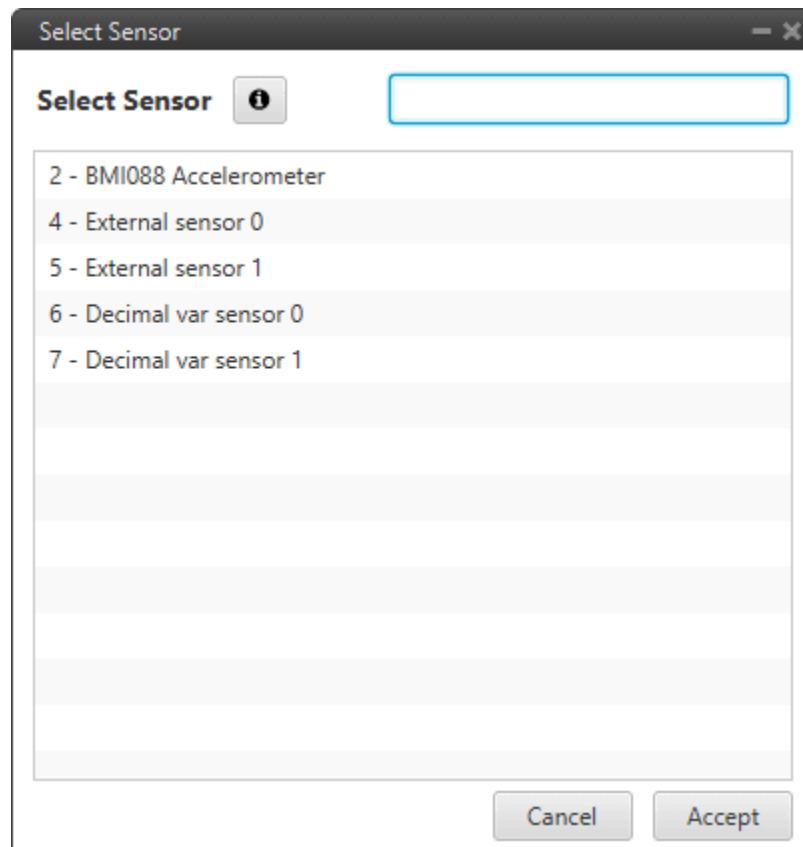 Select Sensor
Select Sensor
2 - BMI088 Accelerometer
4 - External sensor 0
5 - External sensor 1
6 - Decimal var sensor 0
7 - Decimal var sensor 1
Cancel Accept